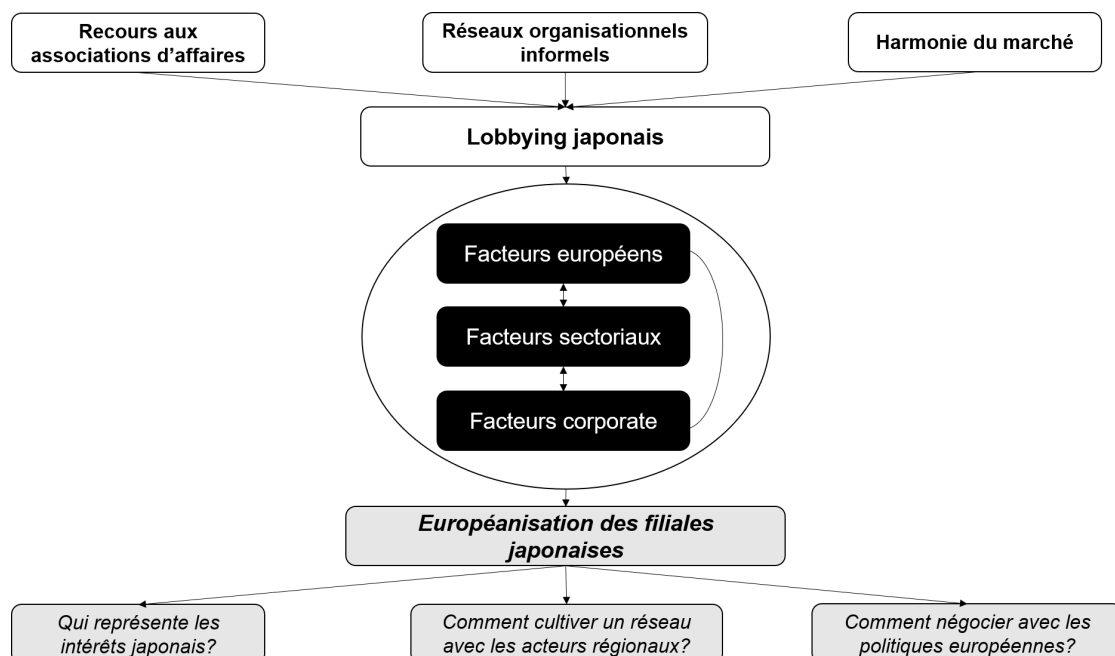 Recours aux
associations d’affaires
Réseaux organisationnels
informels
Harmonie du marché
Lobbying japonais
Facteurs européens
Facteurs sectoriaux
Facteurs corporate
Européanisation des filiales
japonaises
Qui représente les
intérêts japonais?
Comment cultiver un réseau
avec les acteurs régionaux?
Comment négocier avec les
politiques européennes?